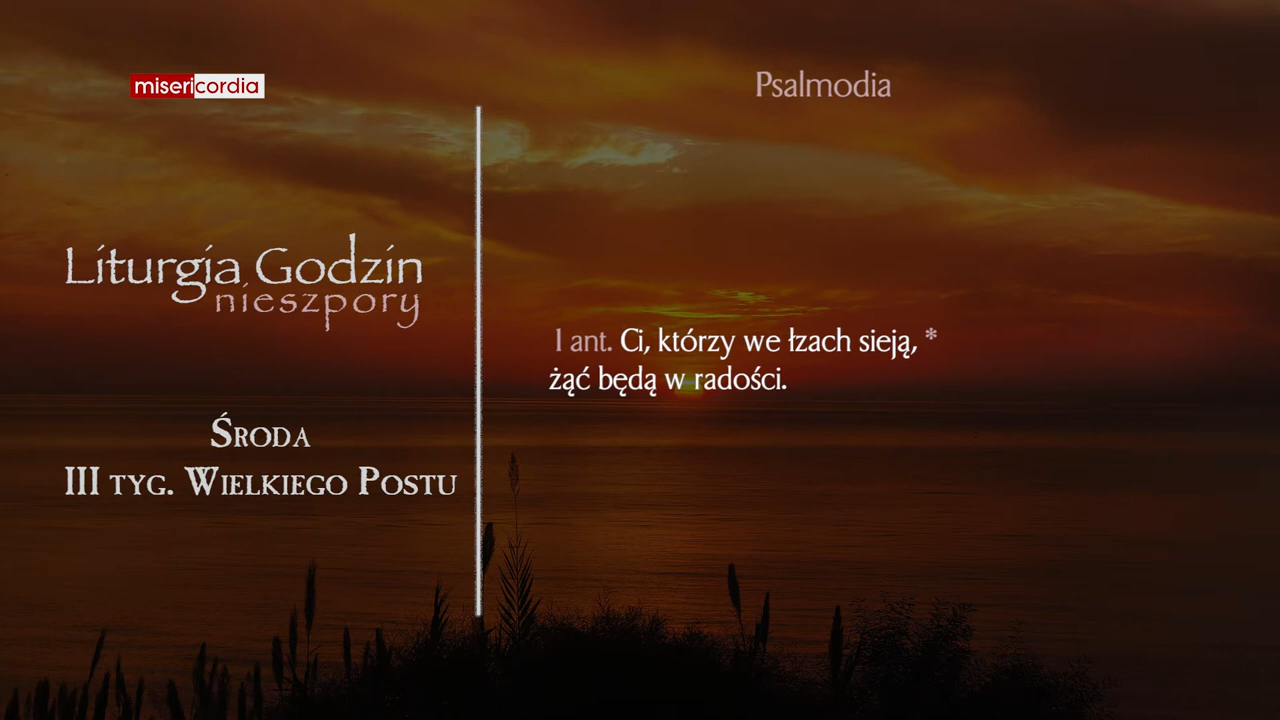 misericordia
Psalmodia
Liturgia Godzin
nieszpory
1 ant. Ci, którzy we łzach sieją, *
żąć będą w radości.
Środa
III tyg. Wielkiego Postu